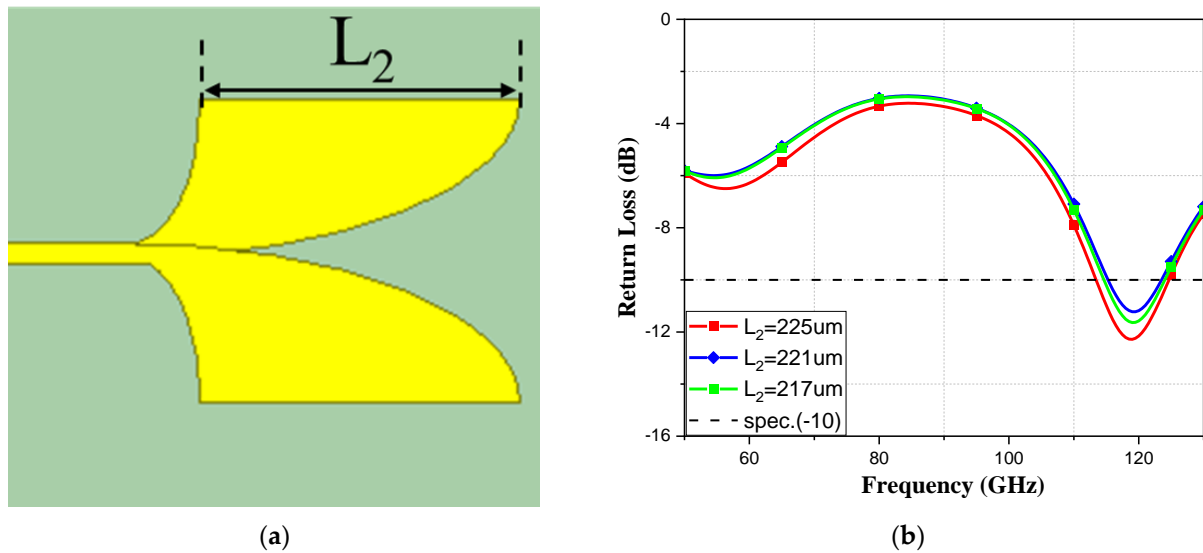 L₂
0
-4
-8
-12
-16
Return Loss (dB)
L₂=225um
L₂=221um
L₂=217um
spec.(-10)
60 80 100 120
Frequency (GHz)
(a) (b)